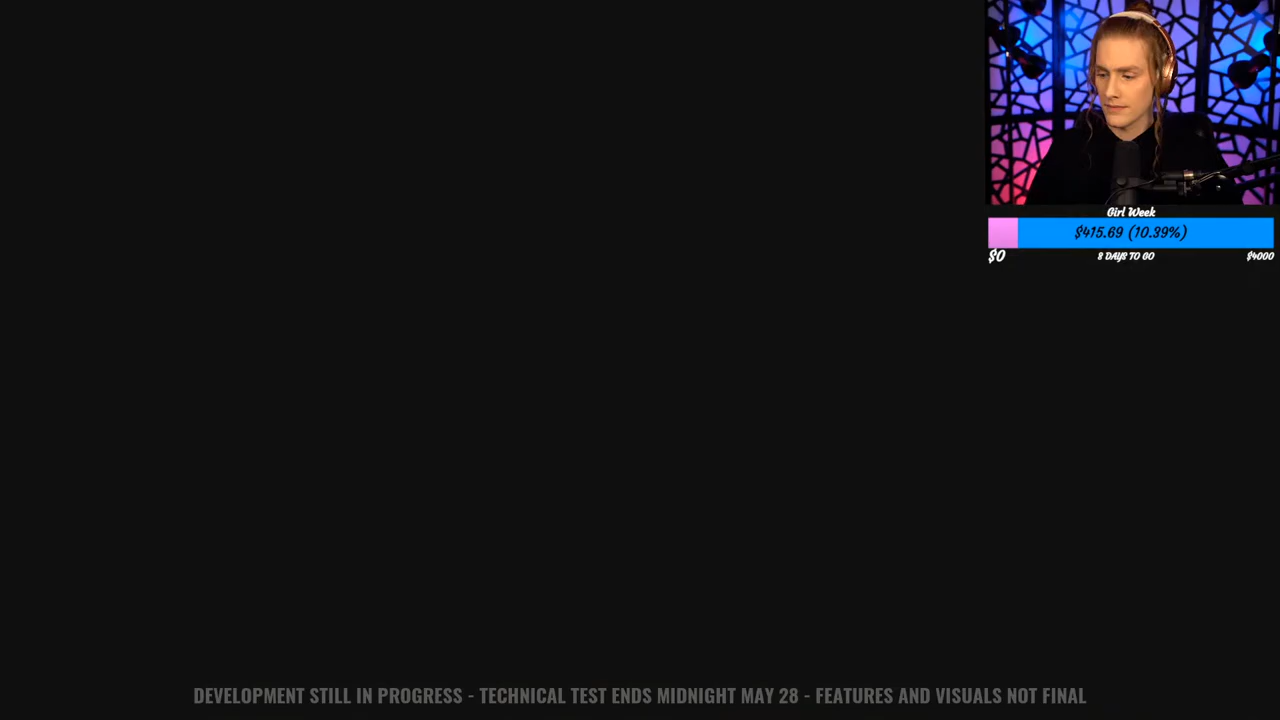 Girl Week
$415.69 (10.39%)
$0 8 DAYS TO GO $4000
DEVELOPMENT STILL IN PROGRESS - TECHNICAL TEST ENDS MIDNIGHT MAY 28 - FEATURES AND VISUALS NOT FINAL